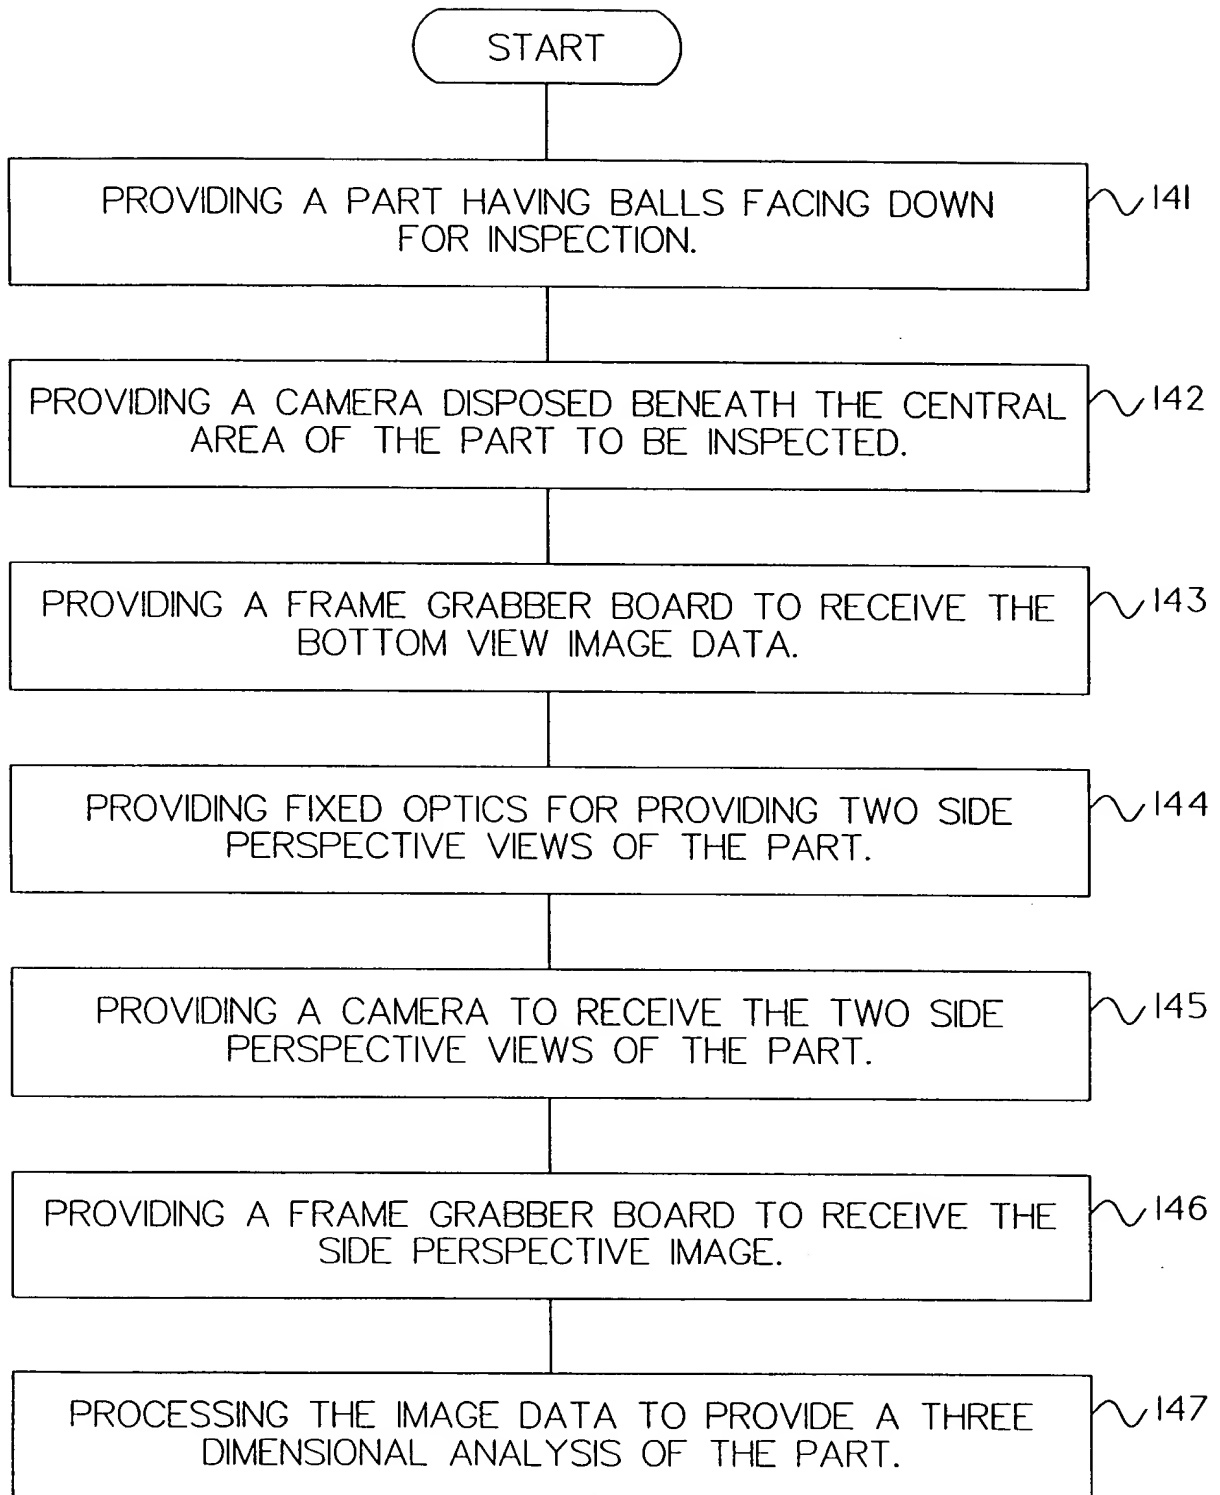 START
PROVIDING A PART HAVING BALLS FACING DOWN
FOR INSPECTION.
141
PROVIDING A CAMERA DISPOSED BENEATH THE CENTRAL
AREA OF THE PART TO BE INSPECTED.
142
PROVIDING A FRAME GRABBER BOARD TO RECEIVE THE
BOTTOM VIEW IMAGE DATA.
143
PROVIDING FIXED OPTICS FOR PROVIDING TWO SIDE
PERSPECTIVE VIEWS OF THE PART.
144
PROVIDING A CAMERA TO RECEIVE THE TWO SIDE
PERSPECTIVE VIEWS OF THE PART.
145
PROVIDING A FRAME GRABBER BOARD TO RECEIVE THE
SIDE PERSPECTIVE IMAGE.
146
PROCESSING THE IMAGE DATA TO PROVIDE A THREE
DIMENSIONAL ANALYSIS OF THE PART.
147